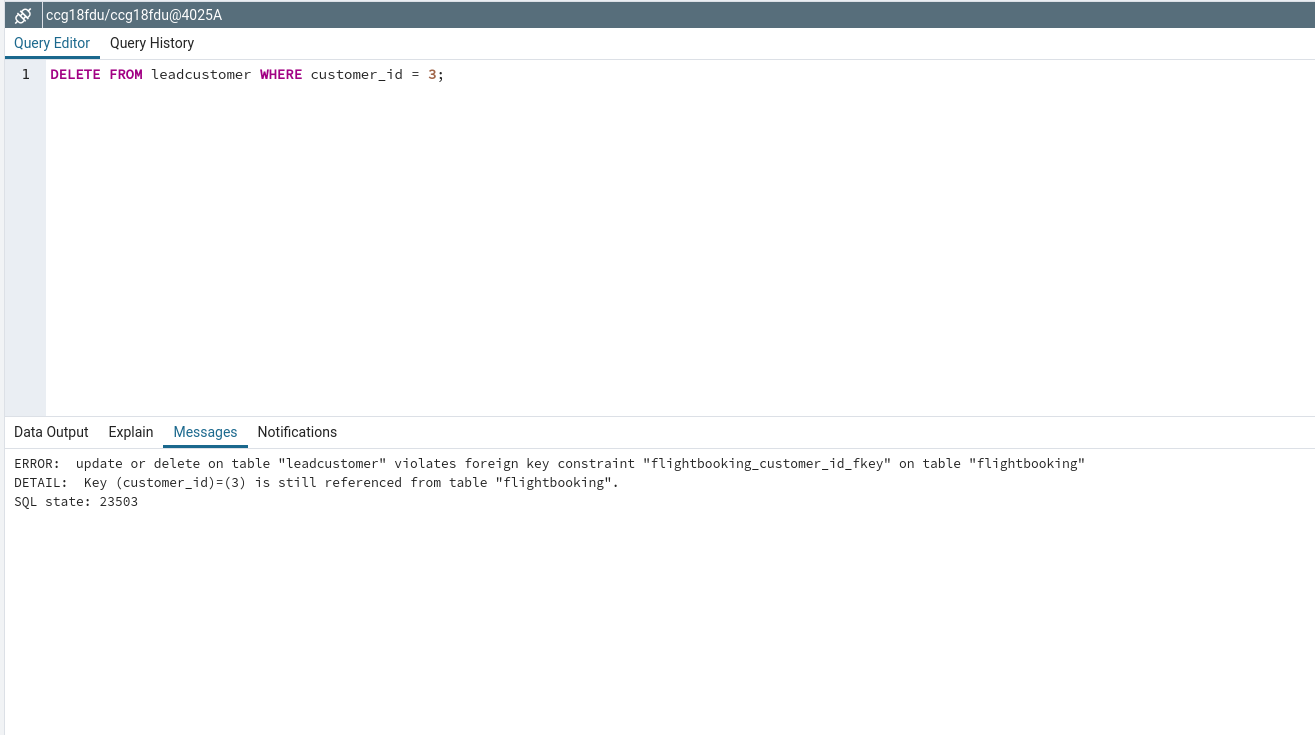 ccg18fdu/ccg18fdu@4025A
Query Editor Query History
1 DELETE FROM leadcustomer WHERE customer_id = 3;
Data Output Explain Messages Notifications
ERROR:  update or delete on table "leadcustomer" violates foreign key constraint "flightbooking_customer_id_fkey" on table "flightbooking"
DETAIL:  Key (customer_id)=(3) is still referenced from table "flightbooking".
SQL state: 23503